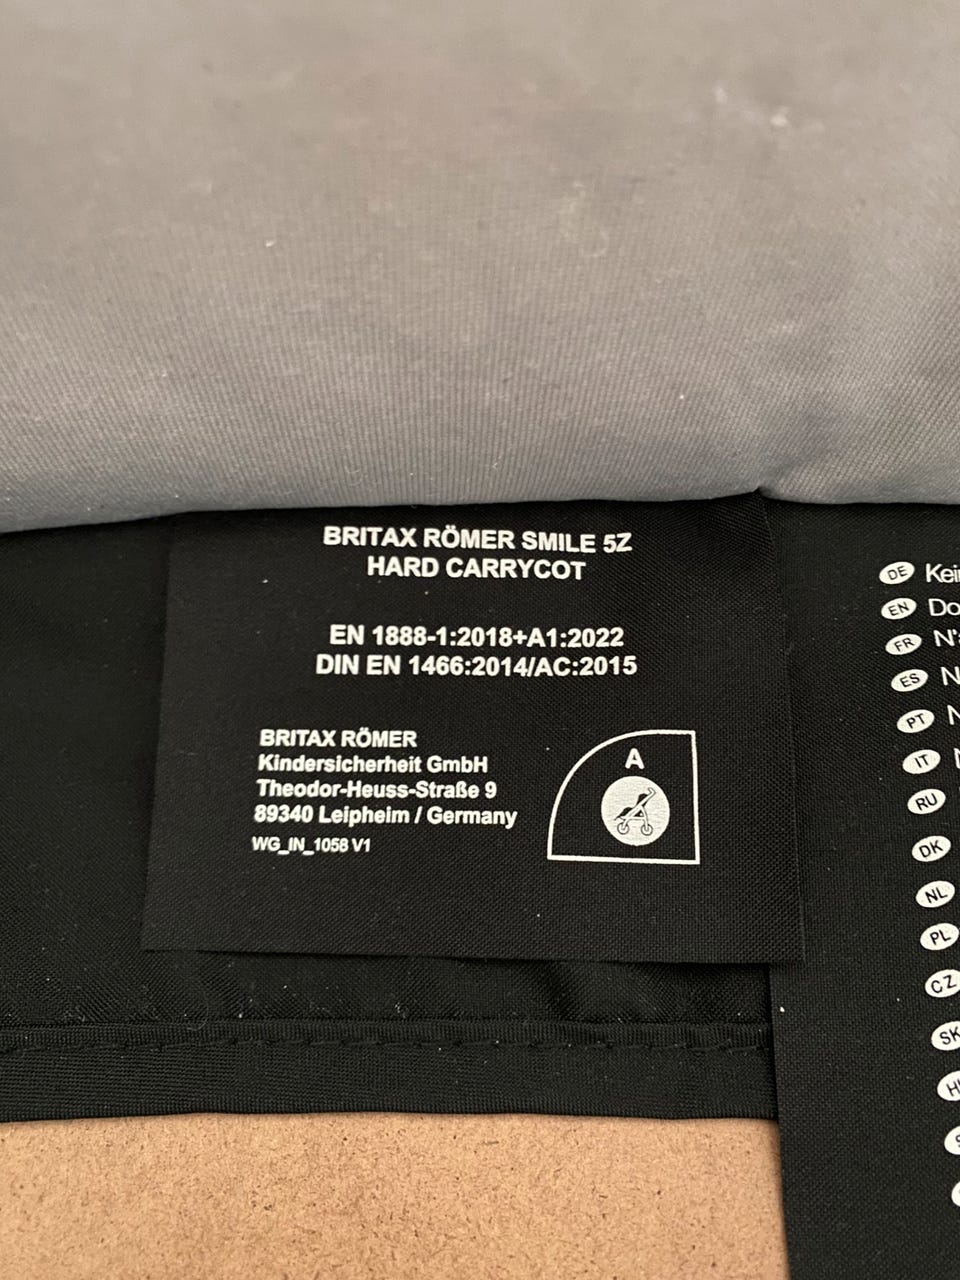 BRITAX RÖMER SMILE 5Z
HARD CARRYCOT
EN 1888-1:2018+A1:2022
DIN EN 1466:2014/AC:2015
BRITAX RÖMER
Kindersicherheit GmbH
Theodor-Heuss-Straße 9
89340 Leipheim / Germany
WG_IN_1058 V1
A
DE
EN
FR
ES
PT
IT
RU
DK
NL
PL
CZ
SK